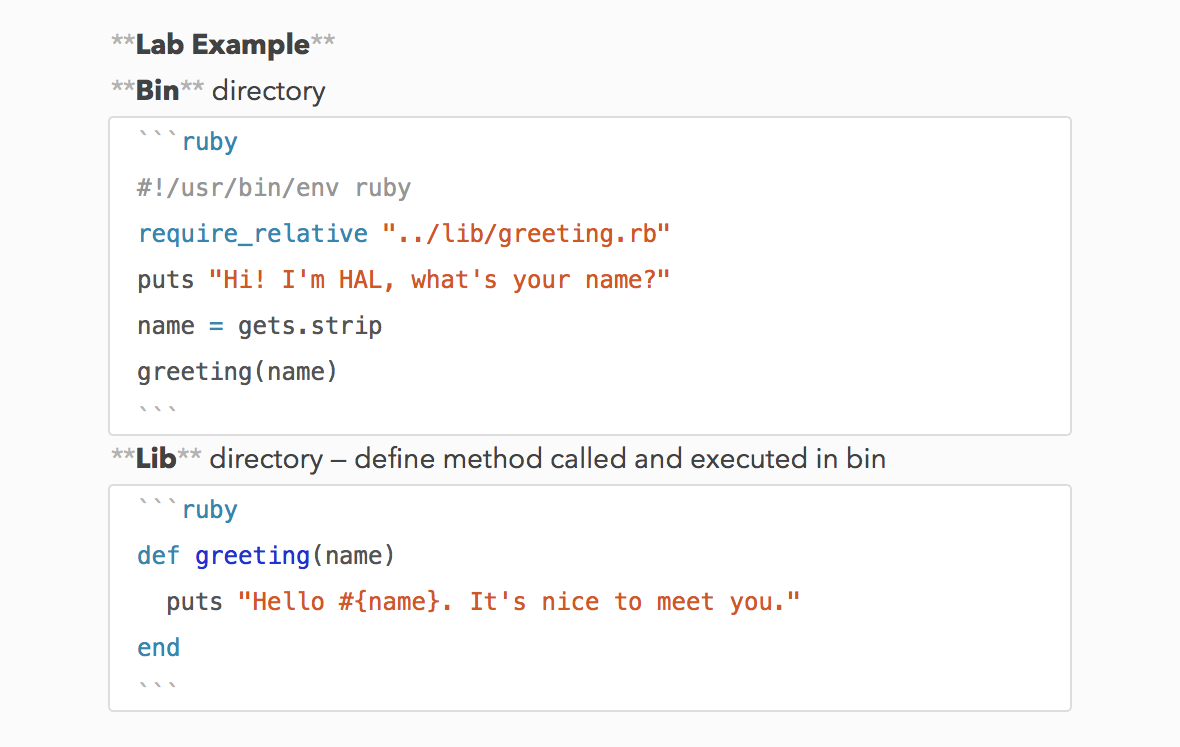 **Lab Example**
**Bin** directory
```ruby
#!/usr/bin/env ruby
require_relative "../lib/greeting.rb"
puts "Hi! I'm HAL, what's your name?"
name = gets.strip
greeting(name)
```
**Lib** directory – define method called and executed in bin
```ruby
def greeting(name)
  puts "Hello #{name}. It's nice to meet you."
end
```